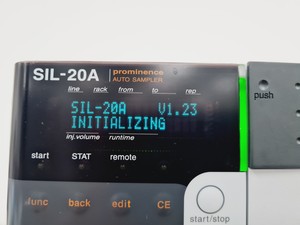 SIL-20A prominence
AUTO SAMPLER
line rack from to rep
SIL-20A V1.23
INITIALIZING
inj.volume runtime
push
start STAT remote
func back edit CE
start/stop